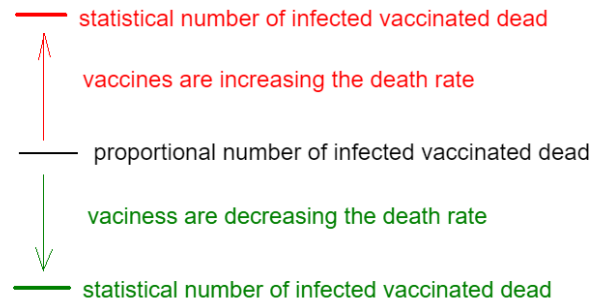 statistical number of infected vaccinated dead
vaccines are increasing the death rate
proportional number of infected vaccinated dead
vaciness are decreasing the death rate
statistical number of infected vaccinated dead